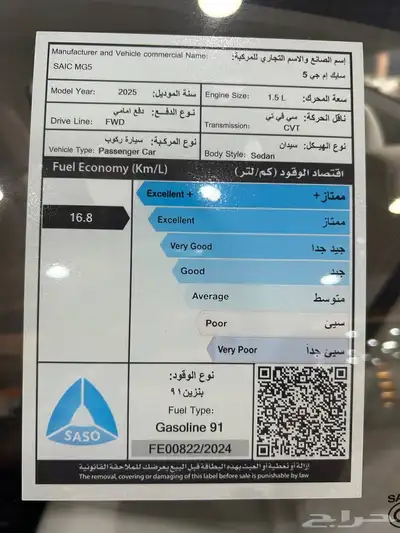 Manufacturer and Vehicle commercial Name: إسم الصانع والاسم التجاري للمركبة:
SAIC MG5 سايك إم جي 5
Model Year: 2025 سنة الموديل:
Engine Size: 1.5 L سعة المحرك:
نوع الدفع: دفع امامي
Drive Line: FWD
ناقل الحركة: سي في تي
Transmission: CVT
نوع المركبة: سيارة ركوب
Vehicle Type: Passenger Car
نوع الهيكل: سيدان
Body Style: Sedan
Fuel Economy (Km/L) اقتصاد الوقود (كم/لتر)
Excellent + ممتاز+
16.8 Excellent ممتاز
Very Good جيد جدا
Good جيد
Average متوسط
Poor سيئ
Very Poor سيئ جداً
SASO
نوع الوقود:
بنزين ٩١
Fuel Type:
Gasoline 91
FE00822/2024
إزالة أو تغطية أو العبث بهذه البطاقة قبل البيع يعرضك للملاحقة القانونية
The removal, covering or damaging of this label before sale is punishable by law
SA
حراج